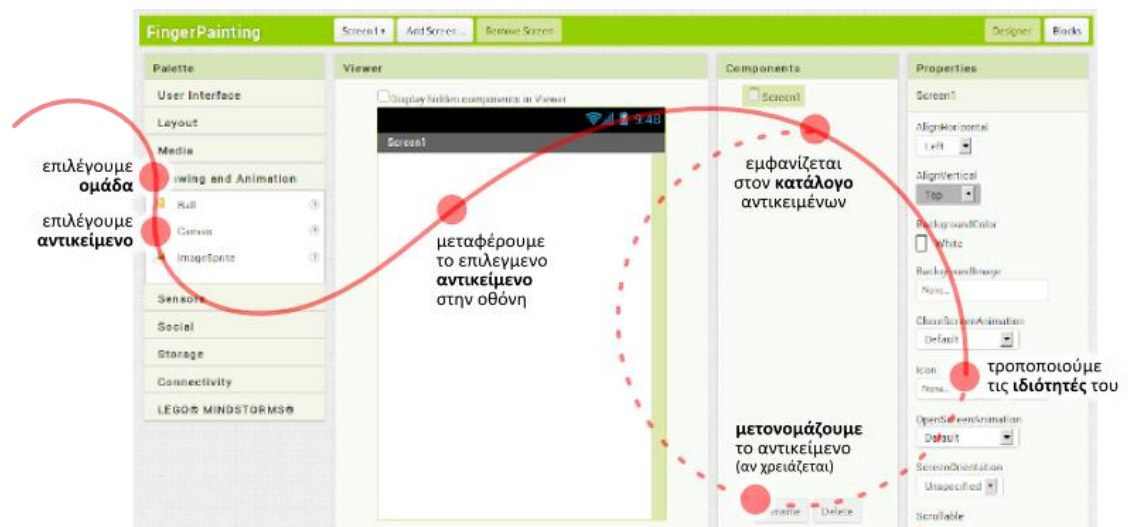 FingerPainting
Screen1
Add Screen ...
Remove Screen
Designer
Blocks
Palette
User Interface
Layout
Media
wing and Animation
Ball
Canvas
ImageSprite
Sensors
Social
Storage
Connectivity
LEGO® MINDSTORMS®
επιλέγουμε
ομάδα
επιλέγουμε
αντικείμενο
Viewer
Display hidden components in Viewer
9:48
Screen1
μεταφέρουμε
το επιλεγμενο
αντικείμενο
στην οθόνη
Components
Screen1
εμφανίζεται
στον κατάλογο
αντικειμένων
μετονομάζουμε
το αντικείμενο
(αν χρειάζεται)
ename
Delete
Properties
Screen1
AlignHorizontal
Left
AlignVertical
Top
BackgroundColor
White
BackgroundImage
None...
CloseScreenAnimation
Default
Icon
None...
τροποποιούμε
τις ιδιότητές του
OpenScreenAnimation
Default
ScreenOrientation
Unspecified
Scrollable